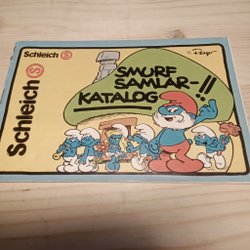 Schleich S
Peyo
SMURF
SAMLAR-!!
KATALOG
Schleich S